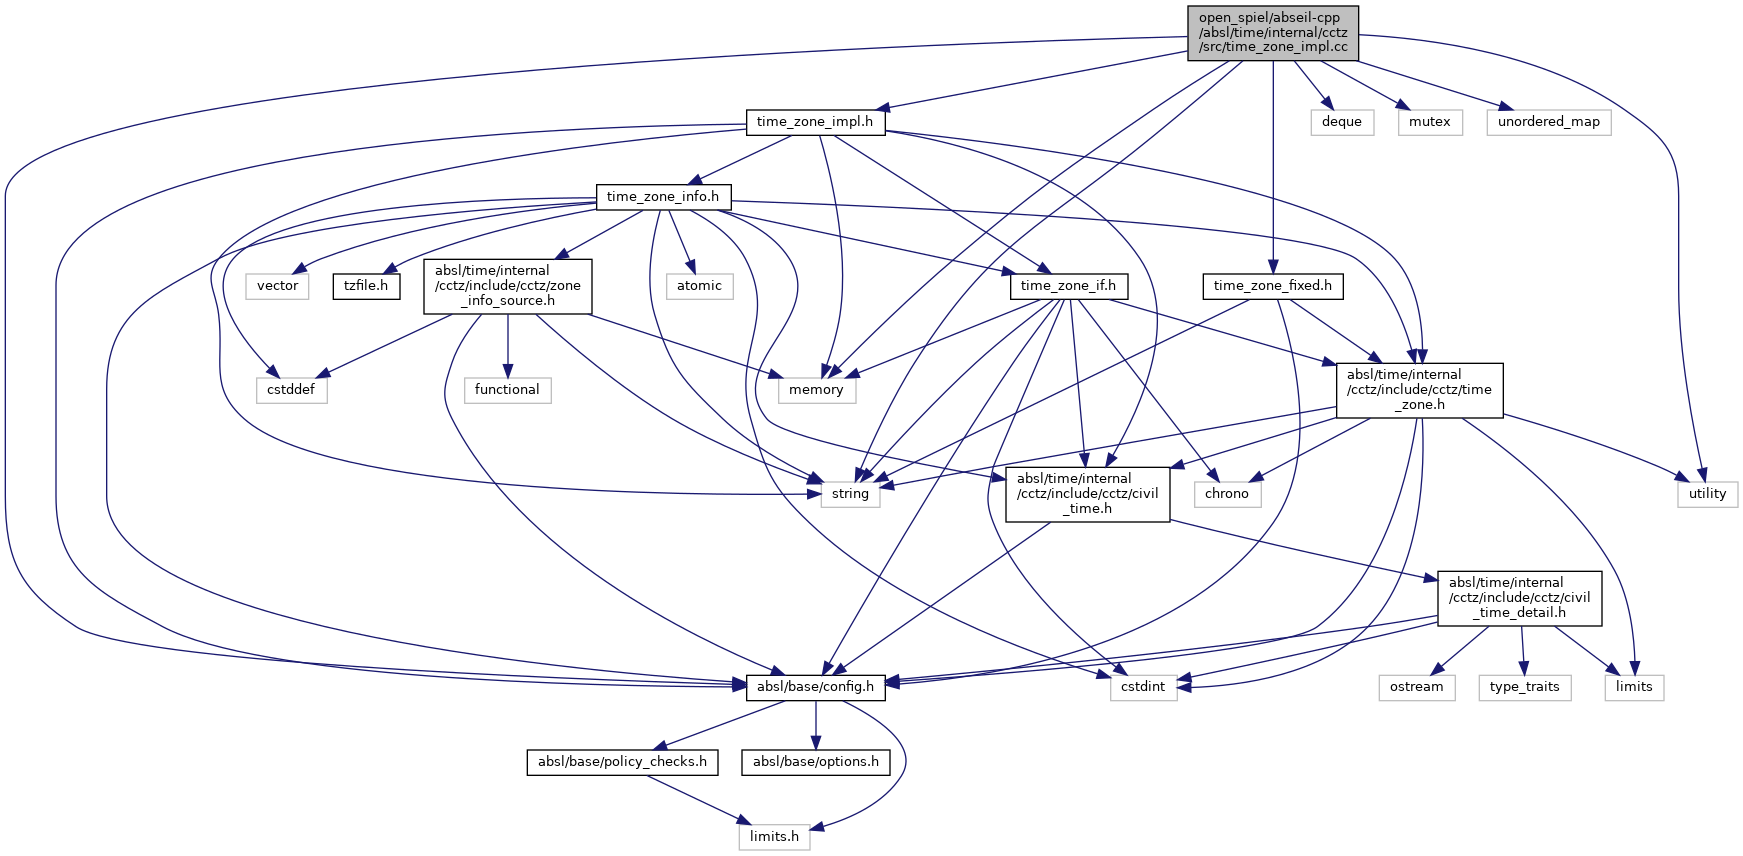 open_spiel/abseil-cpp
/absl/time/internal/cctz
/src/time_zone_impl.cc
time_zone_impl.h
deque
mutex
unordered_map
time_zone_info.h
vector
tzfile.h
absl/time/internal
/cctz/include/cctz/zone
_info_source.h
atomic
time_zone_if.h
time_zone_fixed.h
cstddef
functional
memory
absl/time/internal
/cctz/include/cctz/time
_zone.h
string
absl/time/internal
/cctz/include/cctz/civil
_time.h
chrono
utility
absl/time/internal
/cctz/include/cctz/civil
_time_detail.h
absl/base/config.h
cstdint
ostream
type_traits
limits
absl/base/policy_checks.h
absl/base/options.h
limits.h